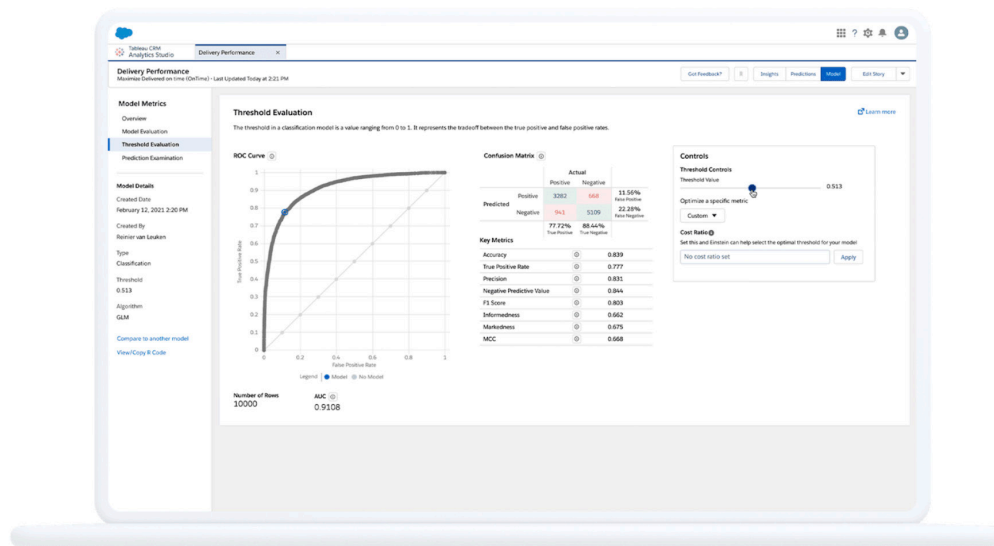 Tableau CRM
Analytics Studio
Delivery Performance ×
Delivery Performance
Maximize Delivered on time (OnTime) • Last Updated Today at 2:21 PM
Got Feedback?
Insights
Predictions
Model
Edit Story
Model Metrics
Overview
Model Evaluation
Threshold Evaluation
Prediction Examination
Model Details
Created Date
February 12, 2021 2:20 PM
Created By
Reinier van Leuken
Type
Classification
Threshold
0.513
Algorithm
GLM
Compare to another model
View/Copy R Code
Threshold Evaluation
Learn more
The threshold in a classification model is a value ranging from 0 to 1. It represents the tradeoff between the true positive and false positive rates.
ROC Curve
True Positive Rate
1
0.9
0.8
0.6
0.5
0.4
0.3
0.2
0.1
0
0 0.2 0.4 0.6 0.8 1
False Positive Rate
Legend Model No Model
Number of Rows
10000
AUC
0.9108
Confusion Matrix
Actual
Positive Negative
Predicted
Positive 3282 668 11.56%
False Positive
Negative 941 5109 22.28%
False Negative
77.72% 88.44%
True Positive True Negative
Key Metrics
Accuracy 0.839
True Positive Rate 0.777
Precision 0.831
Negative Predictive Value 0.844
F1 Score 0.803
Informedness 0.662
Markedness 0.675
MCC 0.668
Controls
Threshold Controls
Threshold Value
0.513
Optimize a specific metric
Custom
Cost Ratio
Set this and Einstein can help select the optimal threshold for your model
No cost ratio set
Apply